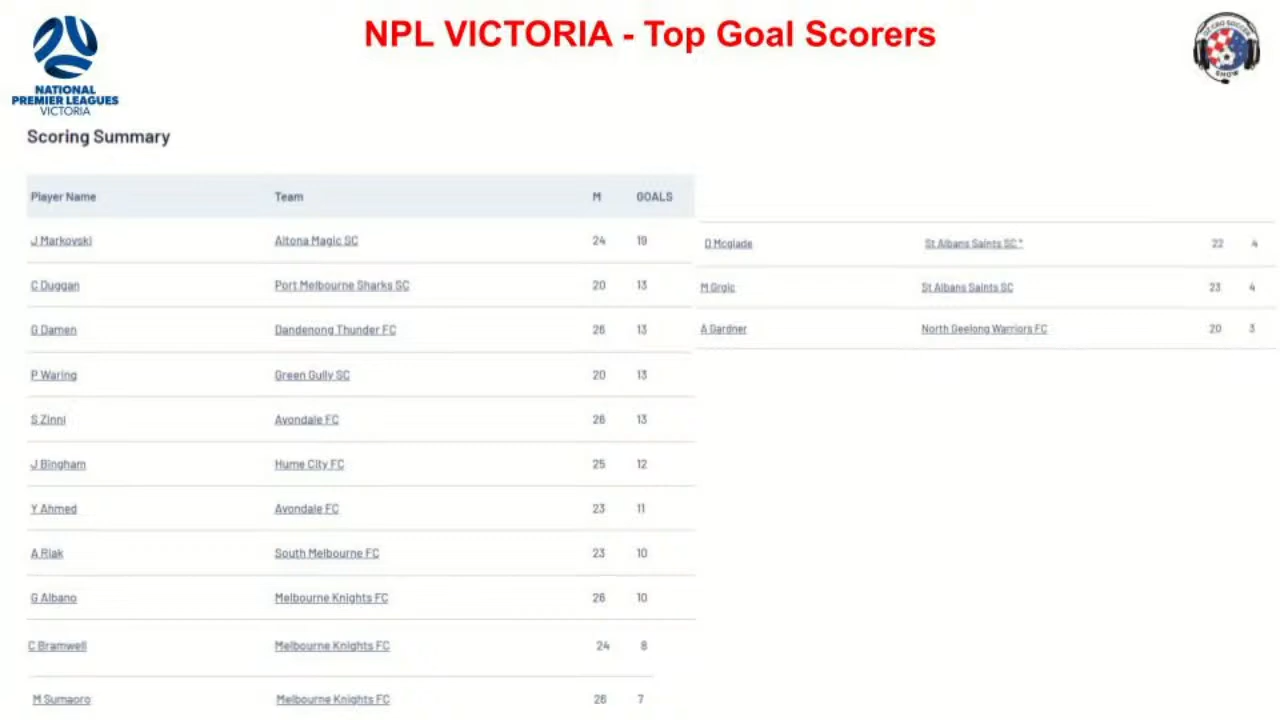 NPL VICTORIA - Top Goal Scorers
NATIONAL
PREMIER LEAGUES
VICTORIA
OZ CRO SOCCER
SHOW
Scoring Summary
Player Name Team M GOALS
J Markovski Altona Magic SC 24 19
C Duggan Port Melbourne Sharks SC 20 13
G Damen Dandenong Thunder FC 26 13
P Waring Green Gully SC 20 13
S Zinni Avondale FC 26 13
J Bingham Hume City FC 25 12
Y Ahmed Avondale FC 23 11
A Riak South Melbourne FC 23 10
G Albano Melbourne Knights FC 26 10
C Bramwell Melbourne Knights FC 24 8
M Sumaoro Melbourne Knights FC 26 7
D Mcglade St Albans Saints SC * 22 4
M Grgic St Albans Saints SC 23 4
A Gardner North Geelong Warriors FC 20 3